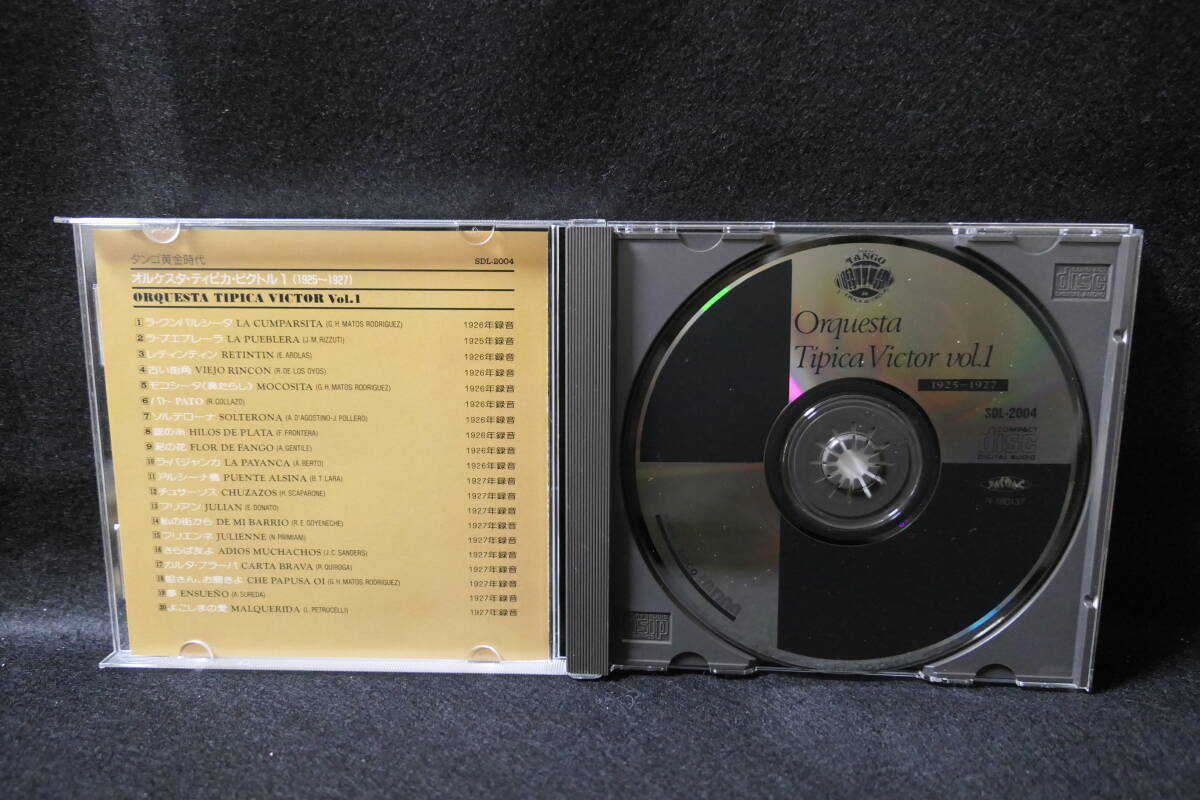 タンゴ黄金時代 SDL-2004
オルケスタ・ティピカ・ビクトル 1 (1925〜1927)
ORQUESTA TIPICA VICTOR Vol.1
1 ラ・クンパルシータ LA CUMPARSITA (G.H. MATOS RODRIGUEZ) 1926年録音
2 ラ・プエブレーラ LA PUEBLERA (J.M. RIZZUTI) 1925年録音
3 レティンティン RETINTIN (E. AROLAS) 1926年録音
4 古い街角 VIEJO RINCON (R. DE LOS OYOS) 1926年録音
5 モコシータ(鼻たらし) MOCOSITA (G.H. MATOS RODRIGUEZ) 1926年録音
6 パト PATO (R. COLLAZO) 1926年録音
7 ソルテローナ SOLTERONA (A. D'AGOSTINO-J. POLLERO) 1926年録音
8 銀の糸 HILOS DE PLATA (F. FRONTERA) 1926年録音
9 泥の花 FLOR DE FANGO (A. GENTILE) 1926年録音
10 ラ・パジャンカ LA PAYANCA (A. BERTO) 1926年録音
11 アルシーナ橋 PUENTE ALSINA (B.T. LARA) 1927年録音
12 チュサーソス CHUZAZOS (H. SCARPARONE) 1927年録音
13 フリアン JULIAN (E. DONATO) 1927年録音
14 私の街から DE MI BARRIO (R.E. GOYENECHE) 1927年録音
15 フリエンネ JULIENNE (N. PRIMIANI) 1927年録音
16 さらば友よ ADIOS MUCHACHOS (J.C. SANDERS) 1927年録音
17 カルタ・ブラーバ CARTA BRAVA (R. QUIROGA) 1927年録音
18 姐さん、お聞きよ CHE PAPUSA OI (G.H. MATOS RODRIGUEZ) 1927年録音
19 夢 ENSUEÑO (A. SUREDA) 1927年録音
20 よこしまの愛 MALQUERIDA (L. PETRUCELLI) 1927年録音
TANGO
Orquesta
Típica Victor vol.1
1925－1927
SDL-2004
COMPACT
disc
DIGITAL AUDIO
JASRAC
COMPACT
disc
DIGITAL AUDIO